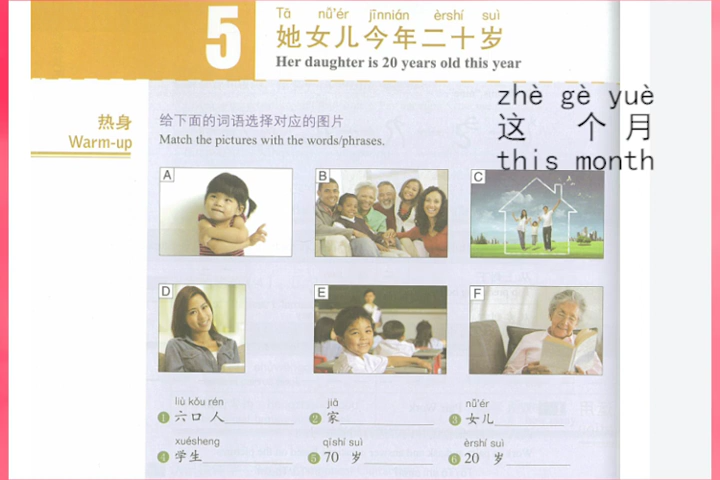 5
Tā nǚ'ér jīnnián èrshí suì
她女儿今年二十岁
Her daughter is 20 years old this year
zhè gè yuè
这 个 月
this month
热身
Warm-up
给下面的词语选择对应的图片
Match the pictures with the words/phrases.
A
B
C
D
E
F
liù kǒu rén
1 六口 人
jiā
2 家
nǚ'ér
3 女儿
xuésheng
4 学生
qīshí suì
5 70 岁
èrshí suì
6 20 岁